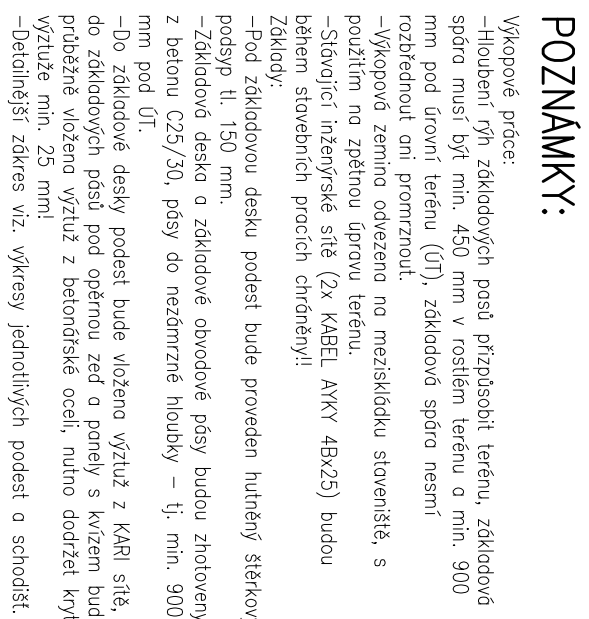 POZNÁMKY:
Výkopové práce:
–Hloubení rýh základových pasů přizpůsobit terénu, základová
spára musí být min. 450 mm v rostlém terénu a min. 900
mm pod úrovní terénu (ÚT), základová spára nesmí
rozbřednout ani promrznout.
–Výkopová zemina odvezena na meziskládku staveniště, s
použitím na zpětnou úpravu terénu.
–Stávající inženýrské sítě (2x KABEL AYKY 4Bx25) budou
během stavebních pracích chráněny!!
Základy:
–Pod základovou desku podest bude proveden hutněný štěrkov
podsyp tl. 150 mm.
–Základová deska a základové obvodové pásy budou zhotoveny
z betonu C25/30, pásy do nezámrzné hloubky – tj. min. 900
mm pod ÚT.
–Do základové desky podest bude vložena výztuž z KARI sítě,
do základových pásů pod opěrnou zeď a panely s kvízem bud
průběžně vložena výztuž z betonářské oceli, nutno dodržet kryt
výztuže min. 25 mm!
–Detailnější zákres viz. výkresy jednotlivých podest a schodišť.